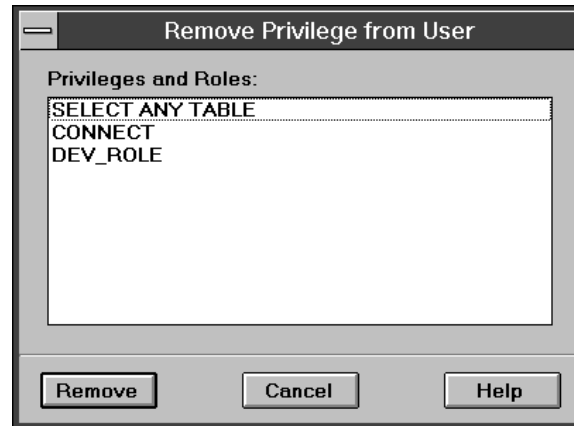 Remove Privilege from User
Privileges and Roles:
SELECT ANY TABLE
CONNECT
DEV_ROLE
Remove Cancel Help